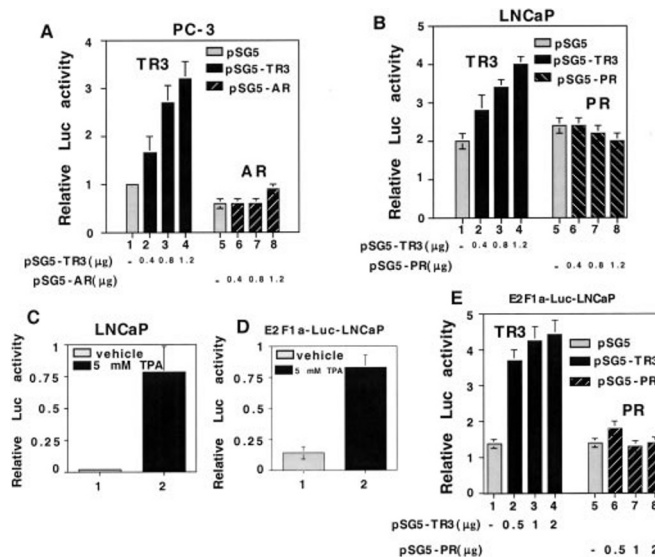 A
PC-3
Relative Luc activity
4
3
2
1
0
TR3
pSG5
pSG5-TR3
pSG5-AR
AR
1 2 3 4 5 6 7 8
pSG5-TR3(μg) - 0.4 0.8 1.2
pSG5-AR(μg) - 0.4 0.8 1.2
B
LNCaP
Relative Luc activity
5
4
3
2
1
0
TR3
pSG5
pSG5-TR3
pSG5-PR
PR
1 2 3 4 5 6 7 8
pSG5-TR3(μg) - 0.4 0.8 1.2
pSG5-PR(μg) - 0.4 0.8 1.2
C
LNCaP
Relative Luc activity
1
0.75
0.5
0.25
0
vehicle
5 mM TPA
1 2
D
E2F1a-Luc-LNCaP
Relative Luc activity
1
0.75
0.5
0.25
0
vehicle
5 mM TPA
1 2
E
E2F1a-Luc-LNCaP
Relative Luc activity
5
4
3
2
1
0
TR3
pSG5
pSG5-TR3
pSG5-PR
PR
1 2 3 4 5 6 7 8
pSG5-TR3(μg) - 0.5 1 2
pSG5-PR(μg) - 0.5 1 2